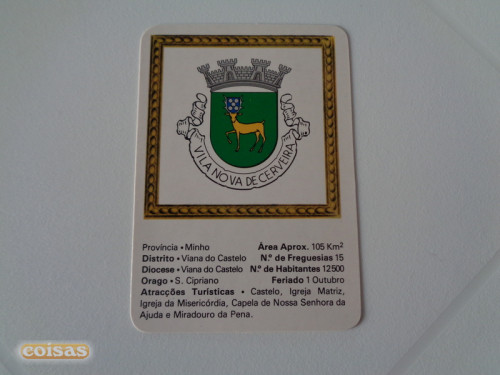 VILA NOVA DE CERVEIRA
Província • Minho Área Aprox. 105 Km²
Distrito • Viana do Castelo N.º de Freguesias 15
Diocese • Viana do Castelo N.º de Habitantes 12500
Orago • S. Cipriano Feriado 1 Outubro
Atracções Turísticas • Castelo, Igreja Matriz,
Igreja da Misericórdia, Capela de Nossa Senhora da
Ajuda e Miradouro da Pena.
coisas